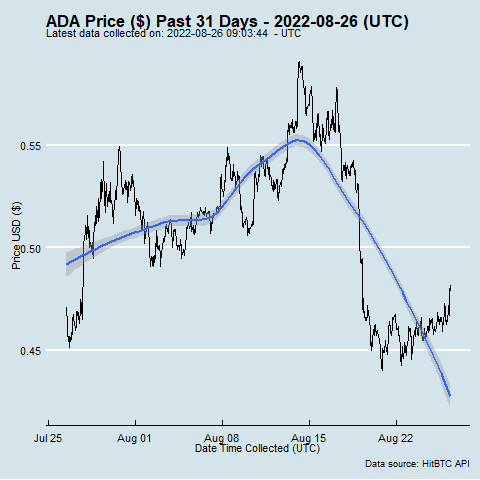 ADA Price ($) Past 31 Days - 2022-08-26 (UTC)
Latest data collected on: 2022-08-26 09:03:44 - UTC
0.55
0.50
0.45
Price USD ($)
Jul 25 Aug 01 Aug 08 Aug 15 Aug 22
Date Time Collected (UTC)
Data source: HitBTC API